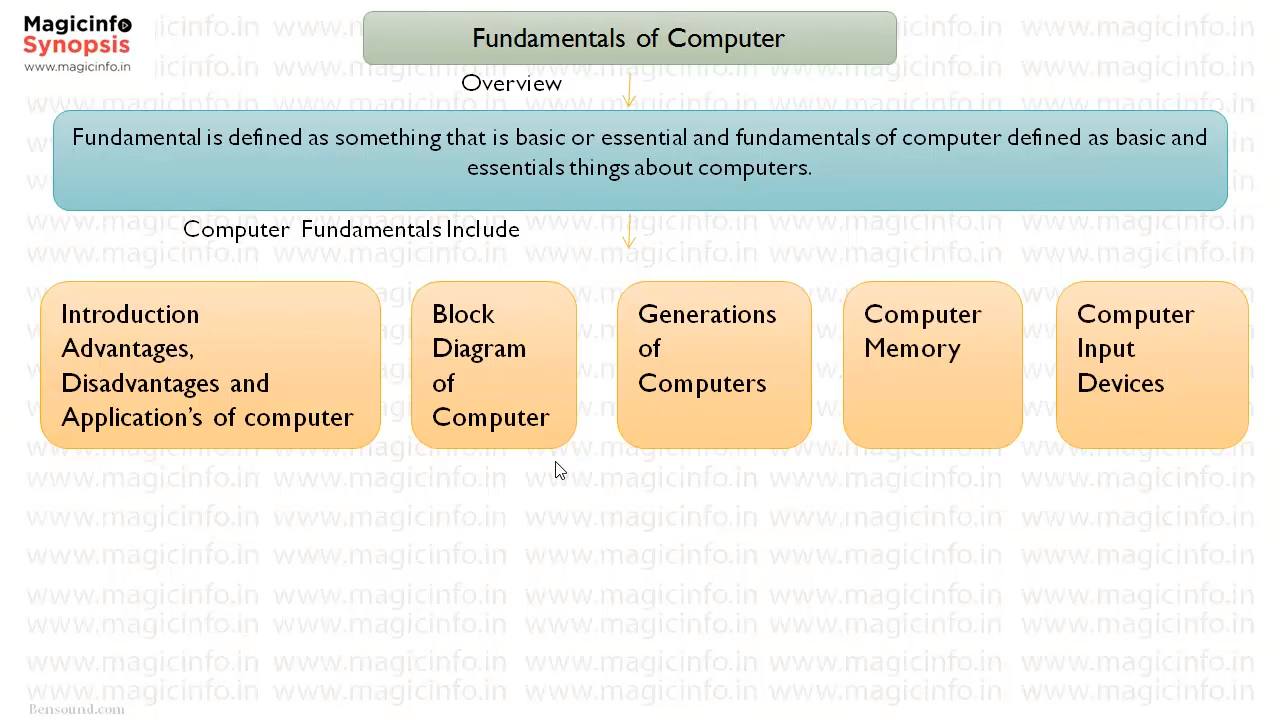 Magicinfo
Synopsis
www.magicinfo.in
Fundamentals of Computer
Overview
Fundamental is defined as something that is basic or essential and fundamentals of computer defined as basic and
essentials things about computers.
Computer Fundamentals Include
Introduction
Advantages,
Disadvantages and
Application's of computer
Block
Diagram
of
Computer
Generations
of
Computers
Computer
Memory
Computer
Input
Devices
Bensound.com